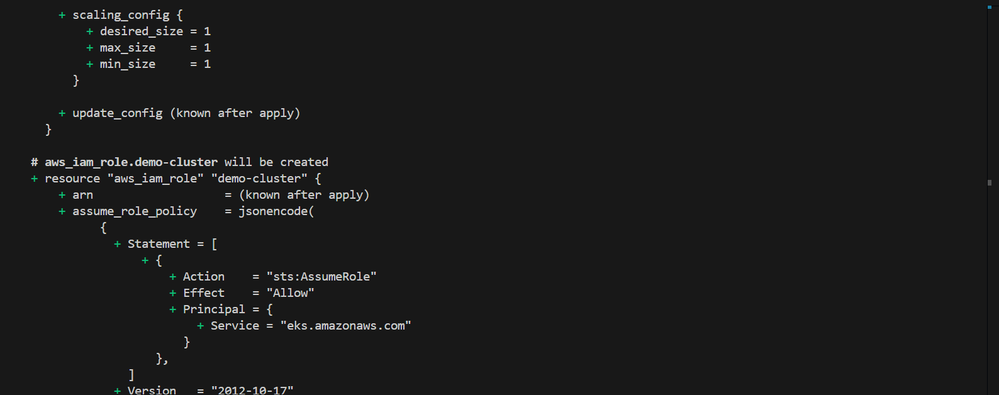 + scaling_config {
+ desired_size = 1
+ max_size     = 1
+ min_size     = 1
}
+ update_config (known after apply)
}
# aws_iam_role.demo-cluster will be created
+ resource "aws_iam_role" "demo-cluster" {
+ arn                   = (known after apply)
+ assume_role_policy    = jsonencode(
{
+ Statement = [
+ {
+ Action    = "sts:AssumeRole"
+ Effect    = "Allow"
+ Principal = {
+ Service = "eks.amazonaws.com"
}
},
]
+ Version   = "2012-10-17"